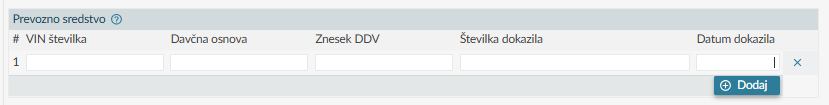 Prevozno sredstvo ?
# VIN številka Davčna osnova Znesek DDV Številka dokazila Datum dokazila
1
Dodaj